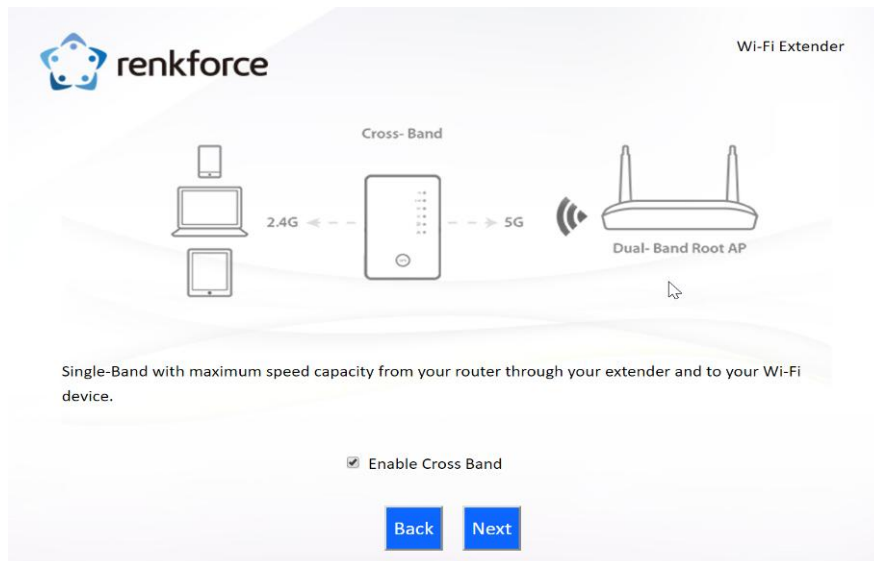 renkforce
Wi-Fi Extender
Cross- Band
2.4G
5G
Dual- Band Root AP
Single-Band with maximum speed capacity from your router through your extender and to your Wi-Fi
device.
Enable Cross Band
Back
Next